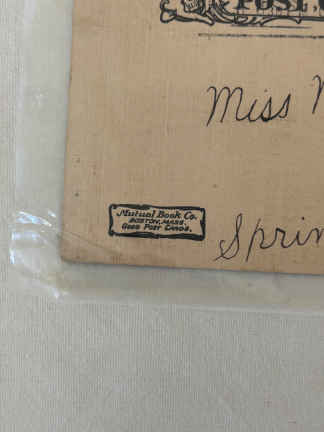 POST
Miss
Mutual Book Co.
BOSTON, MASS.
Good Post Cards.
Sprin